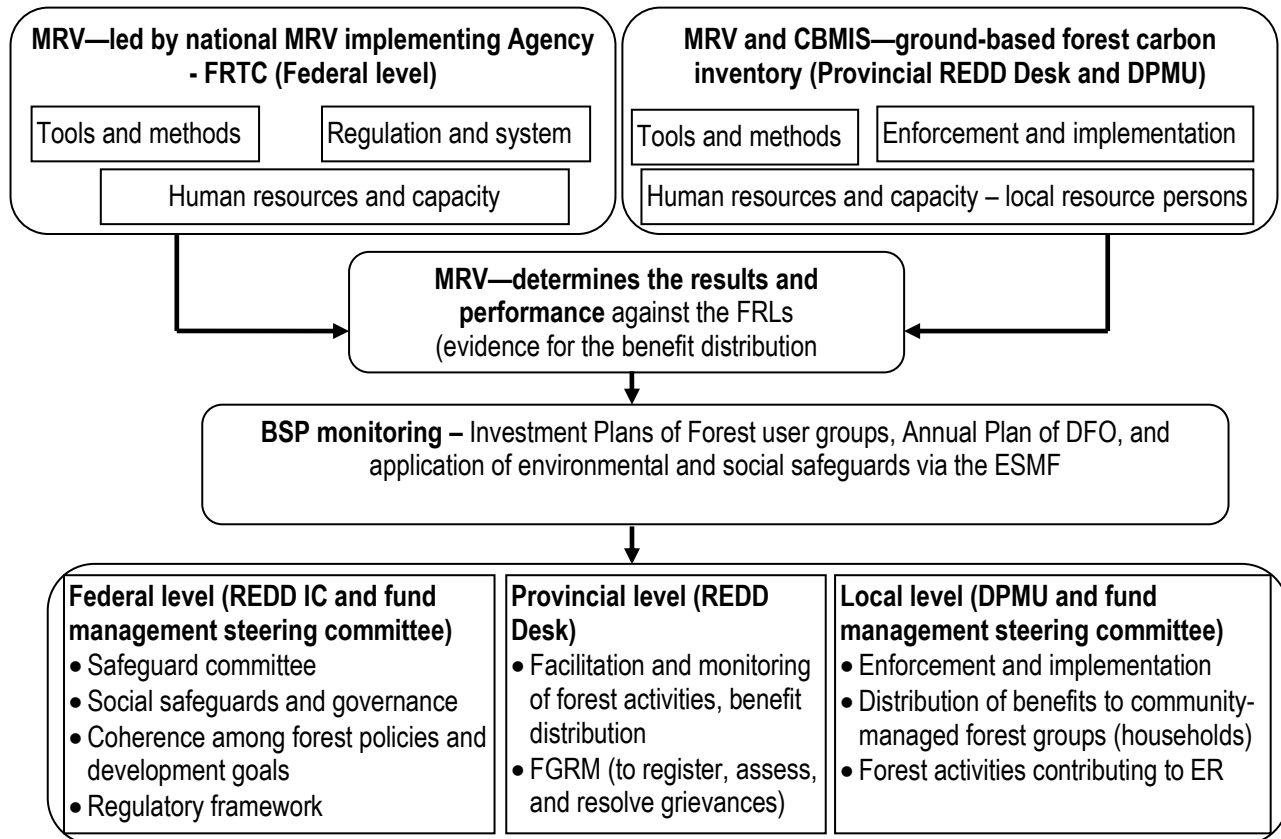 MRV—led by national MRV implementing Agency
- FRTC (Federal level)
Tools and methods
Regulation and system
Human resources and capacity
MRV and CBMIS—ground-based forest carbon
inventory (Provincial REDD Desk and DPMU)
Tools and methods
Enforcement and implementation
Human resources and capacity – local resource persons
MRV—determines the results and
performance against the FRLs
(evidence for the benefit distribution
BSP monitoring – Investment Plans of Forest user groups, Annual Plan of DFO, and
application of environmental and social safeguards via the ESMF
Federal level (REDD IC and fund
management steering committee)
• Safeguard committee
• Social safeguards and governance
• Coherence among forest policies and
development goals
• Regulatory framework
Provincial level (REDD
Desk)
• Facilitation and monitoring
of forest activities, benefit
distribution
• FGRM (to register, assess,
and resolve grievances)
Local level (DPMU and fund
management steering committee)
• Enforcement and implementation
• Distribution of benefits to community-
managed forest groups (households)
• Forest activities contributing to ER